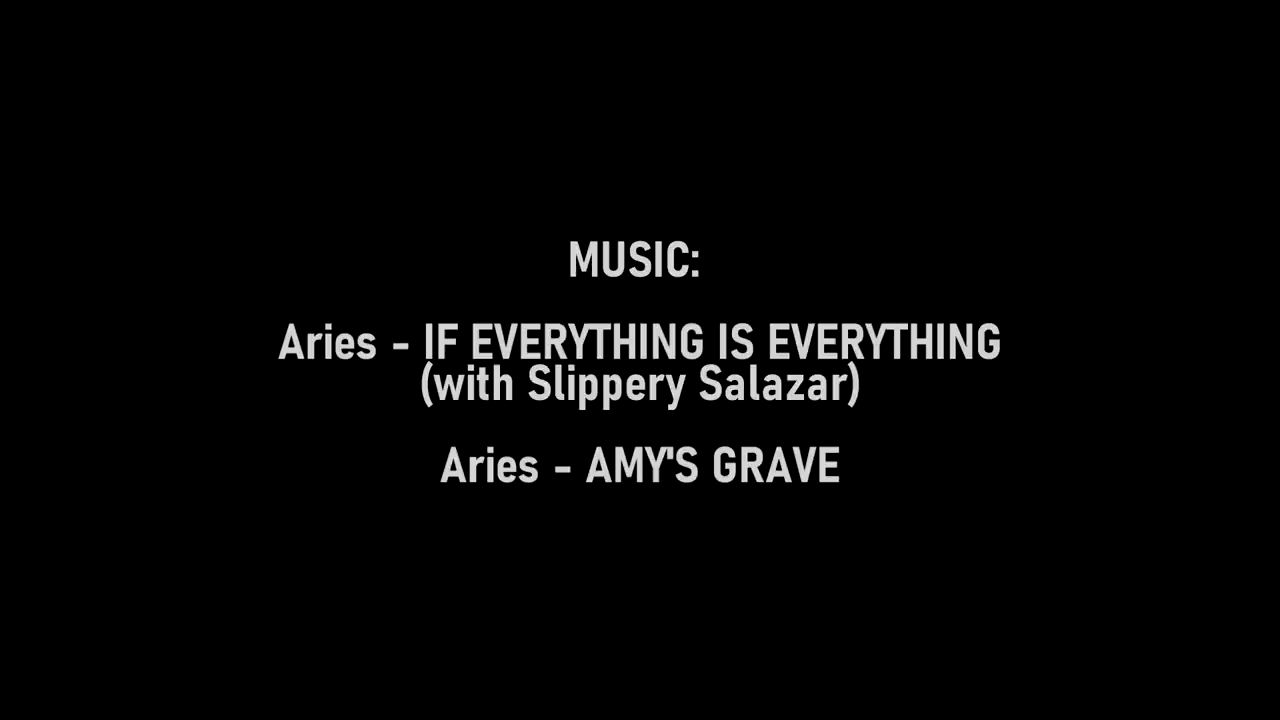 MUSIC:
Aries - IF EVERYTHING IS EVERYTHING
(with Slippery Salazar)
Aries - AMY'S GRAVE